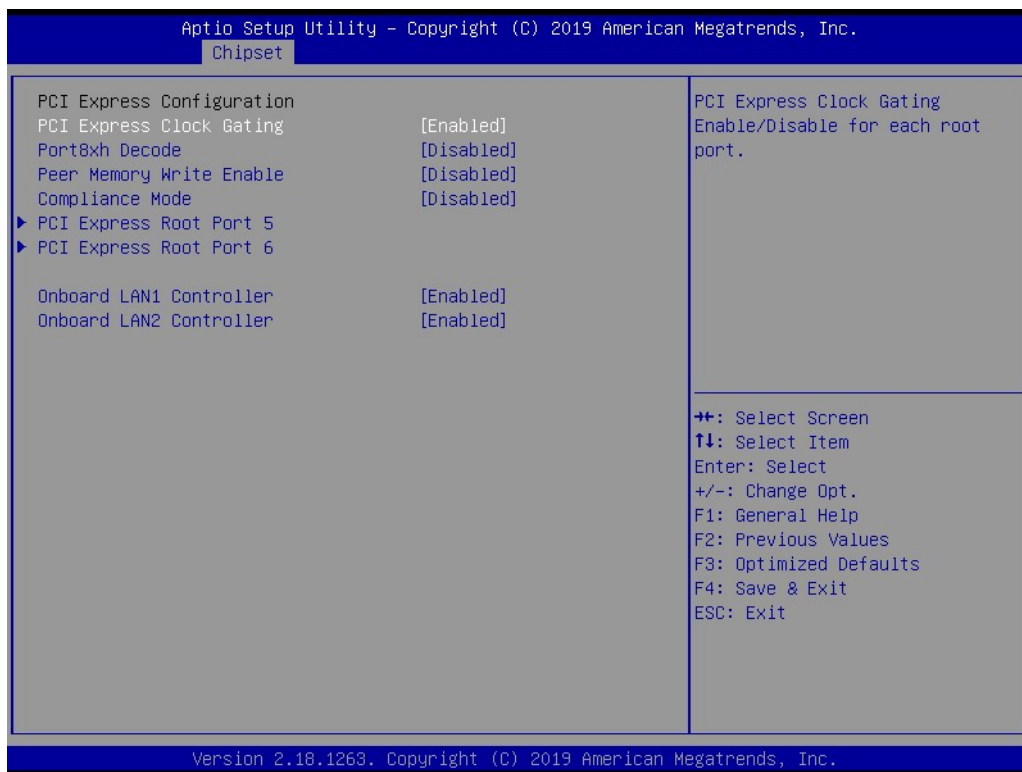 Aptio Setup Utility – Copyright (C) 2019 American Megatrends, Inc.
Chipset
PCI Express Configuration
PCI Express Clock Gating [Enabled]
Port8xh Decode [Disabled]
Peer Memory Write Enable [Disabled]
Compliance Mode [Disabled]
▶ PCI Express Root Port 5
▶ PCI Express Root Port 6
Onboard LAN1 Controller [Enabled]
Onboard LAN2 Controller [Enabled]
PCI Express Clock Gating
Enable/Disable for each root
port.
→←: Select Screen
↑↓: Select Item
Enter: Select
+/-: Change Opt.
F1: General Help
F2: Previous Values
F3: Optimized Defaults
F4: Save & Exit
ESC: Exit
Version 2.18.1263. Copyright (C) 2019 American Megatrends, Inc.